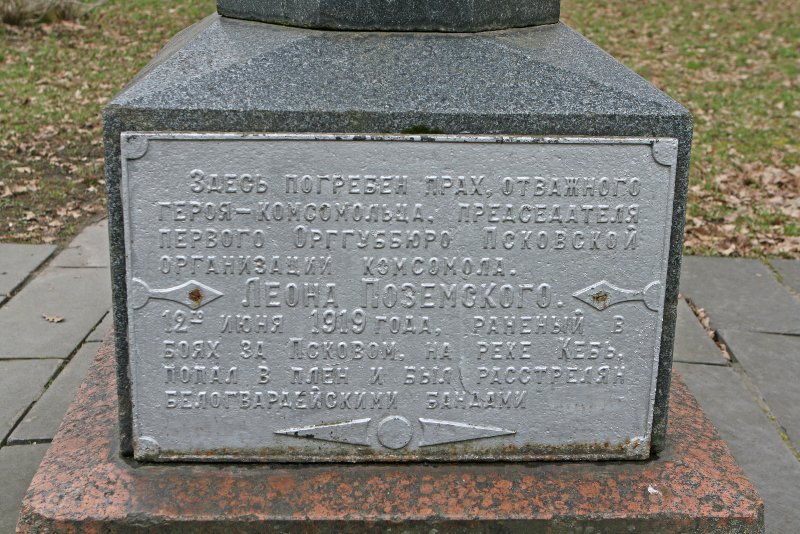 Здесь погребен прах, отважного
героя-комсомольца, председателя
первого Орггуббюро Псковской
организации комсомола.
Леона Поземского.
12го июня 1919 года, раненый в
боях за Псковом, на реке Кебь,
попал в плен и был расстрелян
белогвардейскими бандами